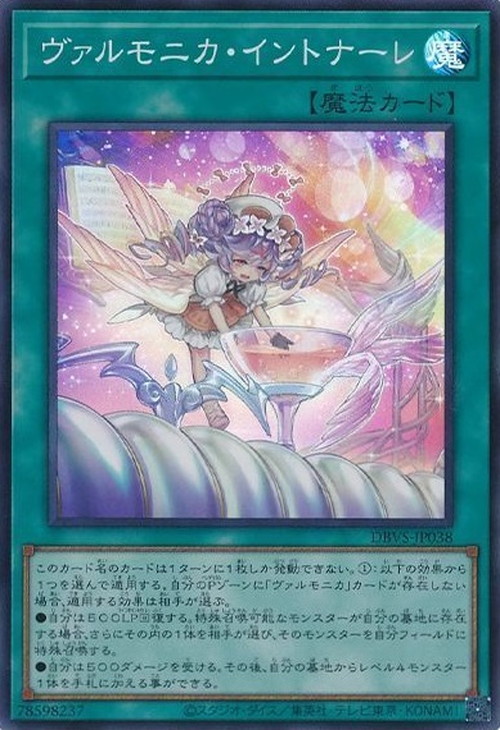 ヴァルモニカ・イントナーレ 魔
【魔法カード】
DBVS-JP038
このカード名のカードは1ターンに1枚しか発動できない。①:以下の効果から
1つを選んで適用する。自分のPゾーンに「ヴァルモニカ」カードが存在しない
場合、適用する効果は相手が選ぶ。
●自分は500LP回復する。特殊召喚可能なモンスターが自分の墓地に存在
する場合、さらにその内の1体を相手が選び、そのモンスターを自分フィールドに
特殊召喚する。
●自分は500ダメージを受ける。その後、自分の墓地からレベル4モンスター
1体を手札に加える事ができる。
78598237 ©スタジオ・ダイス/集英社・テレビ東京・KONAMI